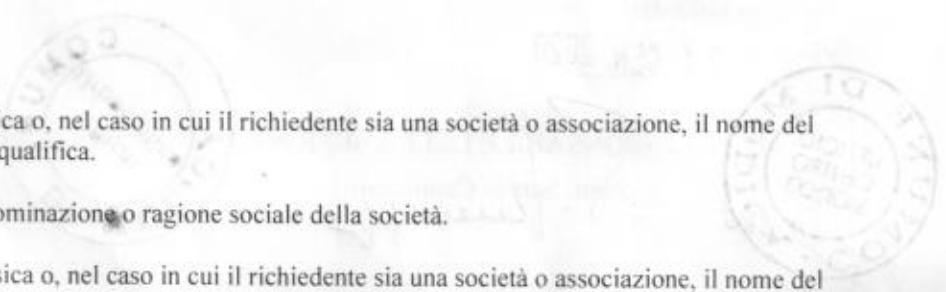 ca o, nel caso in cui il richiedente sia una società o associazione, il nome del
qualifica.
ominazione o ragione sociale della società.
sica o, nel caso in cui il richiedente sia una società o associazione, il nome del